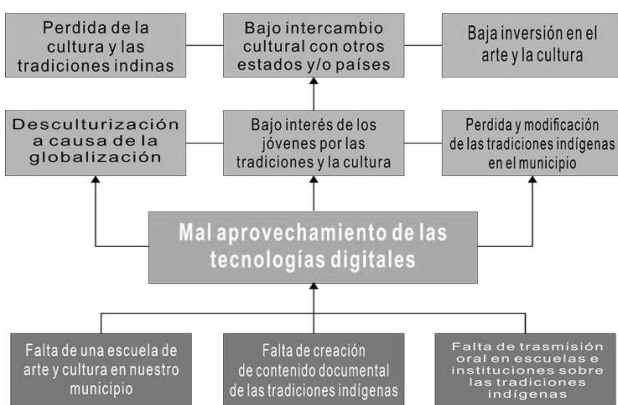 Perdida de la
cultura y las
tradiciones indinas
Bajo intercambio
cultural con otros
estados y/o países
Baja inversión en el
arte y la cultura
Desculturización
a causa de la
globalización
Bajo interés de los
jóvenes por las
tradiciones y la cultura
Perdida y modificación
de las tradiciones indígenas
en el municipio
Mal aprovechamiento de las
tecnologías digitales
Falta de una escuela de
arte y cultura en nuestro
municipio
Falta de creación
de contenido documental
de las tradiciones indígenas
Falta de trasmisión
oral en escuelas e
instituciones sobre
las tradiciones
indígenas